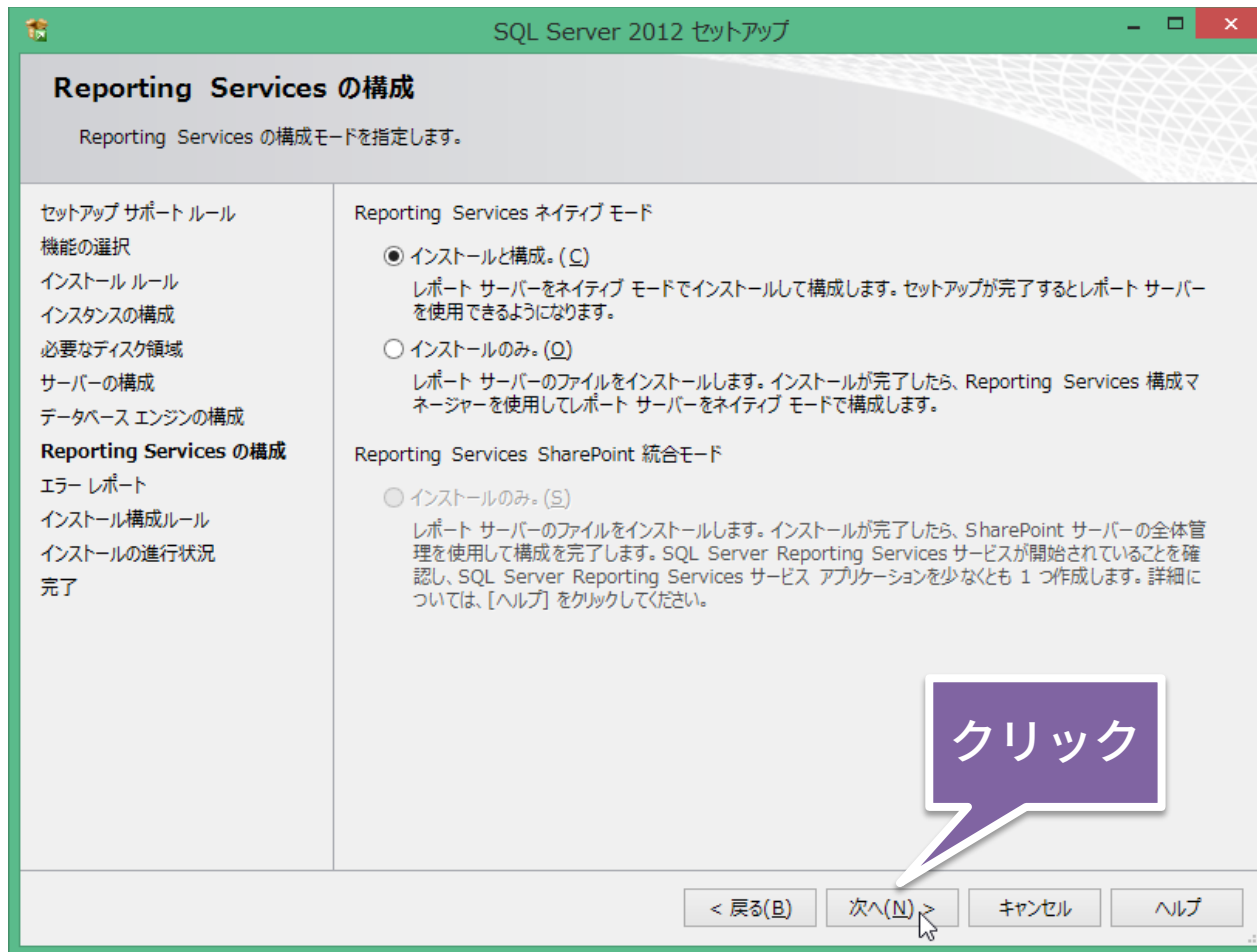 SQL Server 2012 セットアップ
Reporting Services の構成
Reporting Services の構成モードを指定します。
セットアップ サポート ルール
機能の選択
インストール ルール
インスタンスの構成
必要なディスク領域
サーバーの構成
データベース エンジンの構成
Reporting Services の構成
エラー レポート
インストール構成ルール
インストールの進行状況
完了
Reporting Services ネイティブ モード
インストールと構成。(C)
レポート サーバーをネイティブ モードでインストールして構成します。セットアップが完了するとレポート サーバー
を使用できるようになります。
インストールのみ。(O)
レポート サーバーのファイルをインストールします。インストールが完了したら、Reporting Services 構成マ
ネージャーを使用してレポート サーバーをネイティブ モードで構成します。
Reporting Services SharePoint 統合モード
インストールのみ。(S)
レポート サーバーのファイルをインストールします。インストールが完了したら、SharePoint サーバーの全体管
理を使用して構成を完了します。SQL Server Reporting Services サービスが開始されていることを確
認し、SQL Server Reporting Services サービス アプリケーションを少なくとも 1 つ作成します。詳細に
ついては、[ヘルプ] をクリックしてください。
クリック
< 戻る(B)
次へ(N) >
キャンセル
ヘルプ